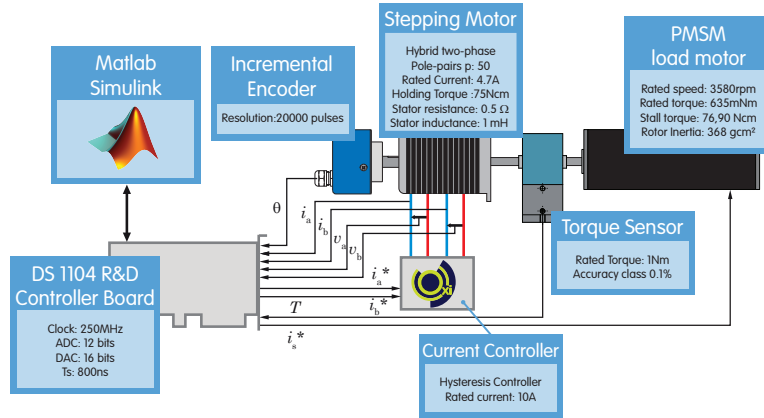 Matlab
Simulink
Incremental
Encoder
Resolution:20000 pulses
Stepping Motor
Hybrid two-phase
Pole-pairs p: 50
Rated Current: 4.7A
Holding Torque :75Ncm
Stator resistance: 0.5 Ω
Stator inductance: 1 mH
PMSM
load motor
Rated speed: 3580rpm
Rated torque: 635mNm
Stall torque: 76,90 Ncm
Rotor Inertia: 368 gcm²
θ
i_a
i_b
v_a
v_b
i_a*
i_b*
T
i_s*
xi
Torque Sensor
Rated Torque: 1Nm
Accuracy class 0.1%
DS 1104 R&D
Controller Board
Clock: 250MHz
ADC: 12 bits
DAC: 16 bits
Ts: 800ns
Current Controller
Hysteresis Controller
Rated current: 10A